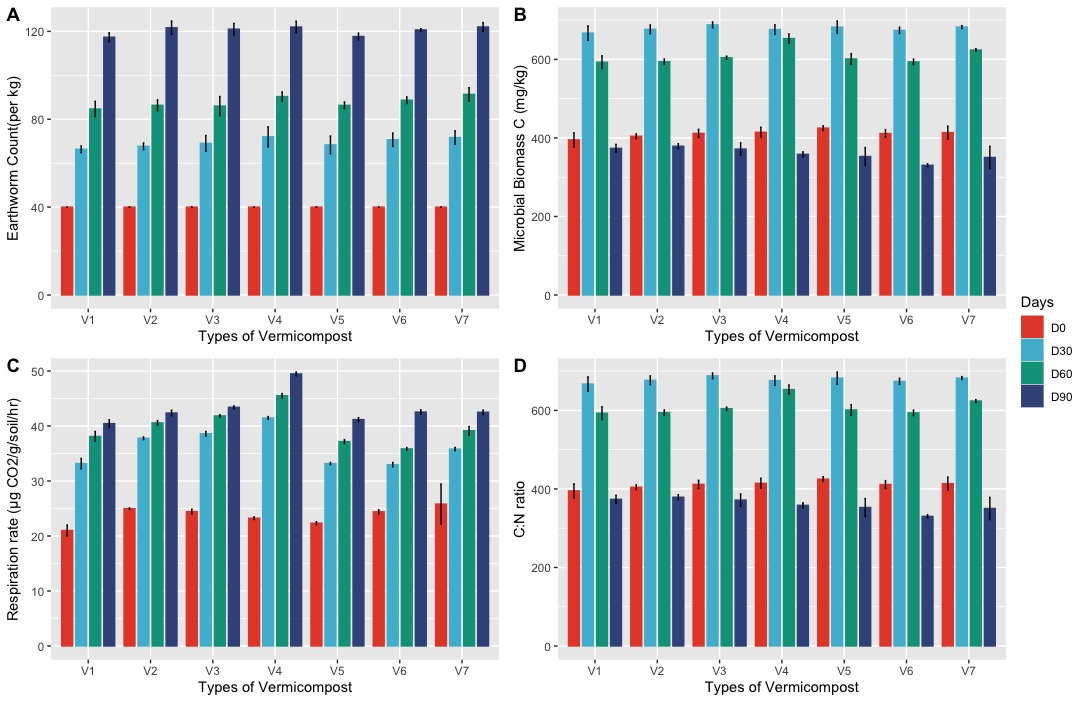 A
Earthworm Count(per kg)
120
80
40
0
V1 V2 V3 V4 V5 V6 V7
Types of Vermicompost
B
Microbial Biomass C (mg/kg)
600
400
200
0
V1 V2 V3 V4 V5 V6 V7
Types of Vermicompost
C
Respiration rate (µg CO2/g/soil/hr)
50
40
30
20
10
0
V1 V2 V3 V4 V5 V6 V7
Types of Vermicompost
D
C:N ratio
600
400
200
0
V1 V2 V3 V4 V5 V6 V7
Types of Vermicompost
Days
D0
D30
D60
D90